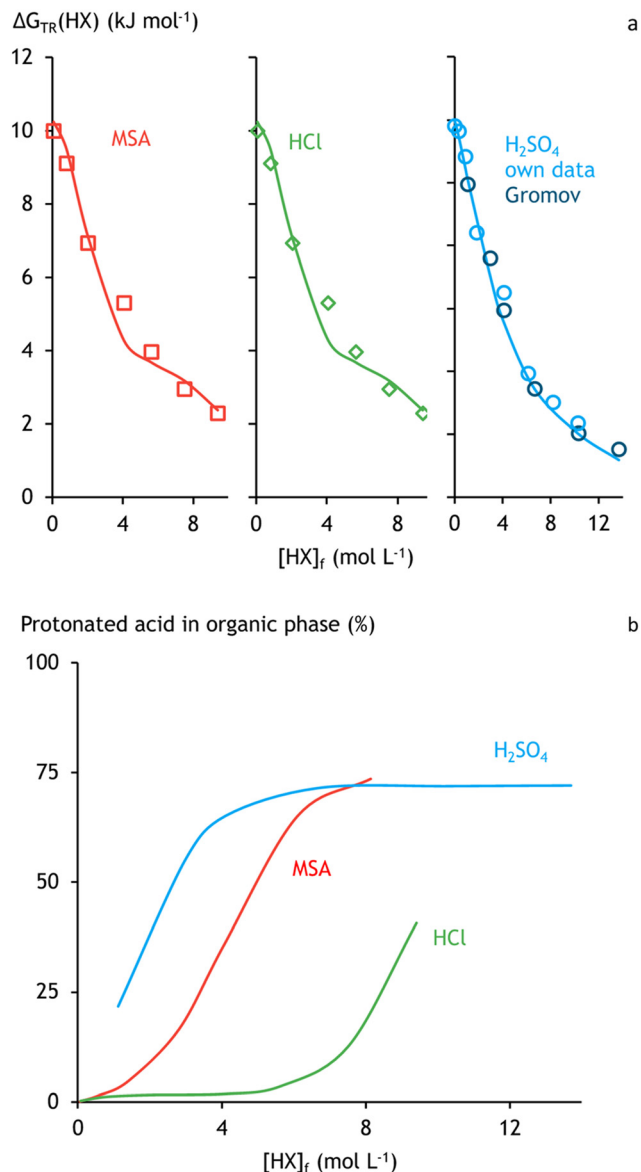 ΔG_TR(HX) (kJ mol⁻¹) a
12
10
8
6
4
2
0
MSA
HCl
H₂SO₄
own data
Gromov
0 4 8 0 4 8 0 4 8 12
[HX]f (mol L⁻¹)
Protonated acid in organic phase (%) b
100
75
50
25
0
H₂SO₄
MSA
HCl
0 4 8 12
[HX]f (mol L⁻¹)